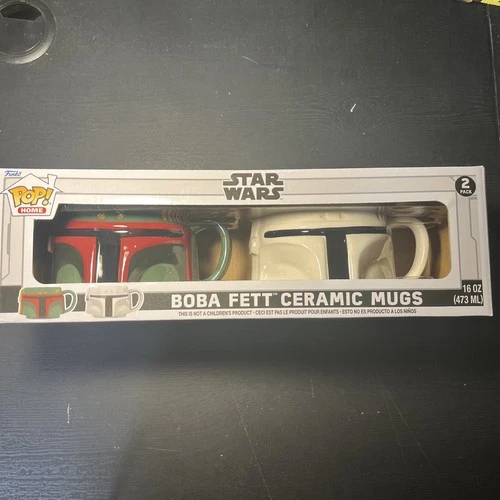 Funko
POP!
HOME
STAR
WARS
2
PACK
BOBA FETT™ CERAMIC MUGS
16 OZ
(473 ML)
THIS IS NOT A CHILDREN'S PRODUCT • CECI EST PAS LE PRODUIT POUR ENFANTS • ESTO NO ES PRODUCTO A LOS NIÑOS